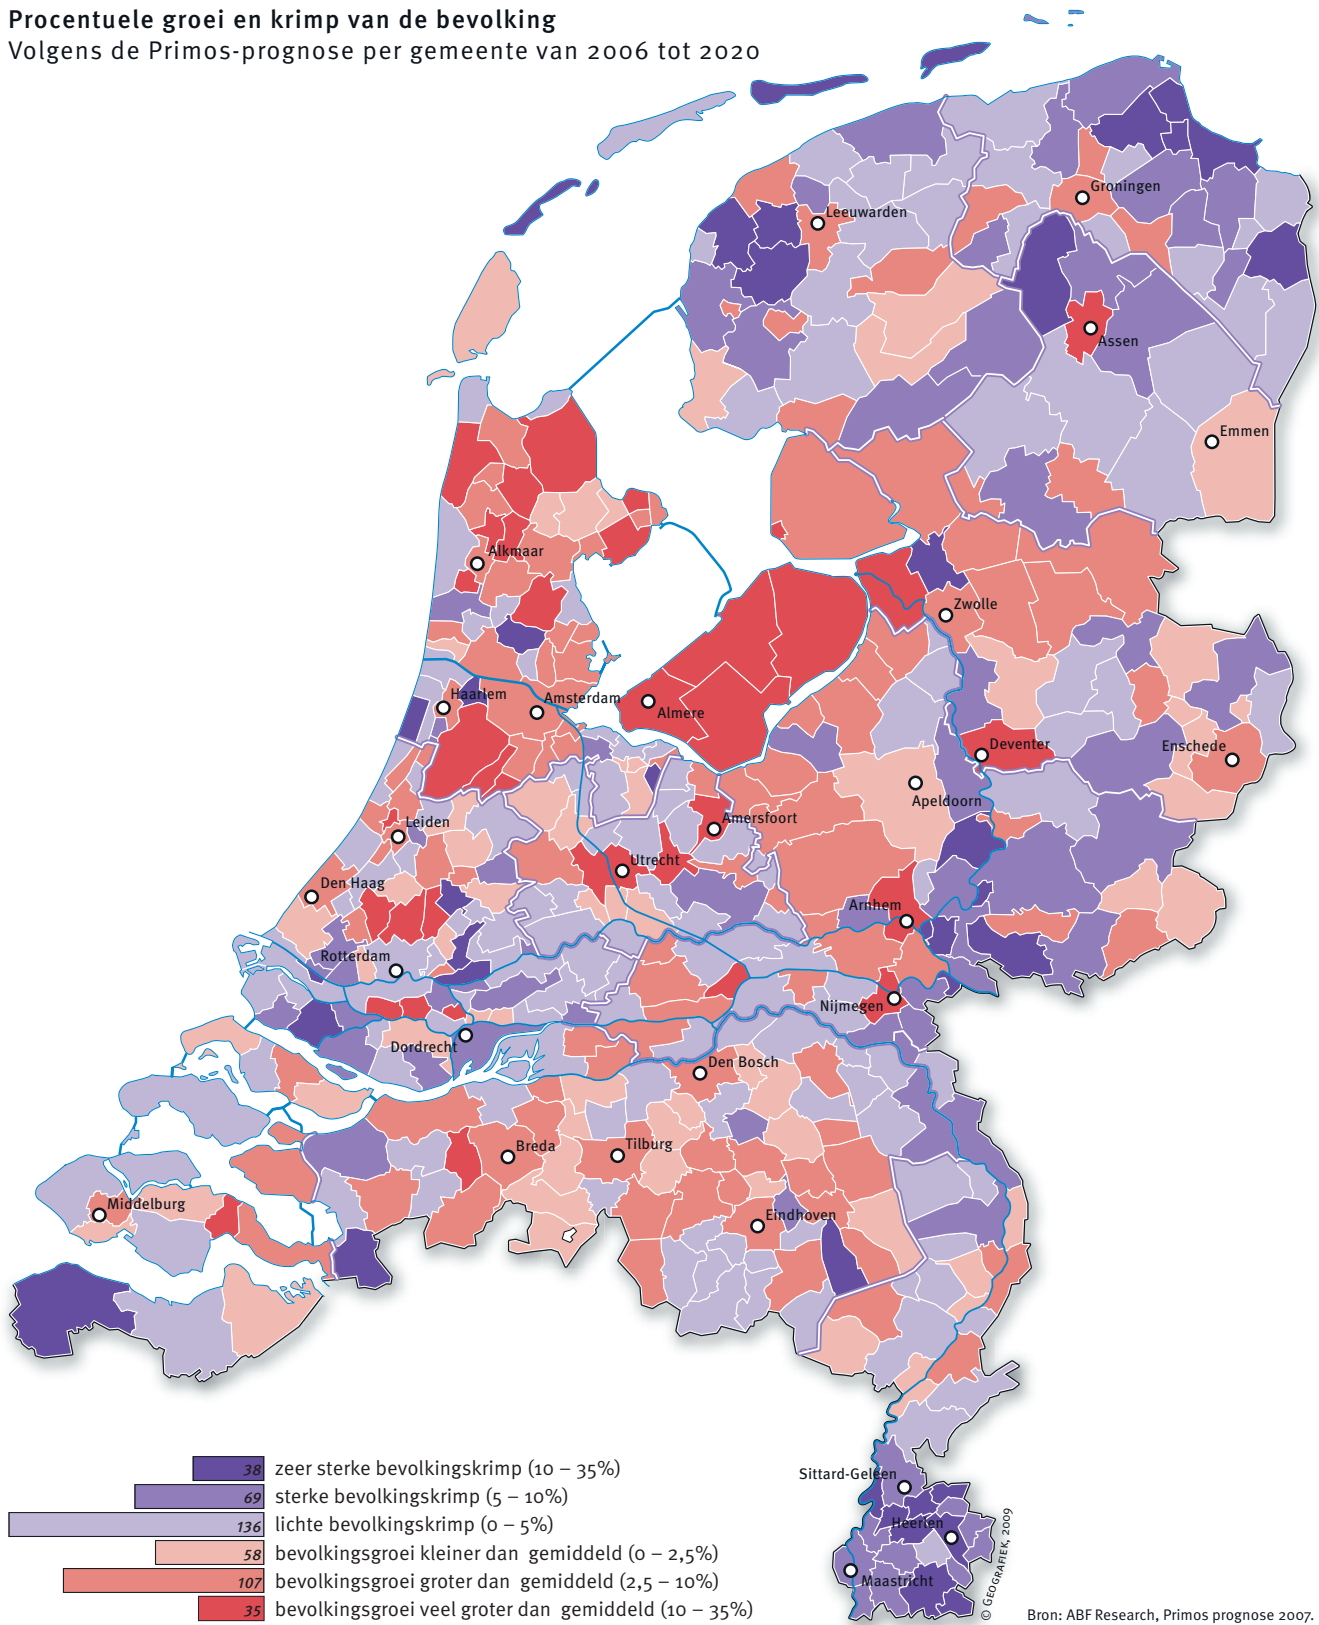 Procentuele groei en krimp van de bevolking
Volgens de Primos-prognose per gemeente van 2006 tot 2020
Groningen
Leeuwarden
Assen
Emmen
Alkmaar
Zwolle
Haarlem
Amsterdam
Almere
Deventer
Enschede
Apeldoorn
Leiden
Amersfoort
Utrecht
Den Haag
Arnhem
Rotterdam
Nijmegen
Dordrecht
Den Bosch
Breda
Tilburg
Middelburg
Eindhoven
Sittard-Geleen
Heerlen
Maastricht
38 zeer sterke bevolkingskrimp (10 – 35%)
69 sterke bevolkingskrimp (5 – 10%)
136 lichte bevolkingskrimp (0 – 5%)
58 bevolkingsgroei kleiner dan gemiddeld (0 – 2,5%)
107 bevolkingsgroei groter dan gemiddeld (2,5 – 10%)
35 bevolkingsgroei veel groter dan gemiddeld (10 – 35%)
© GEOGRAFIEK, 2009
Bron: ABF Research, Primos prognose 2007.